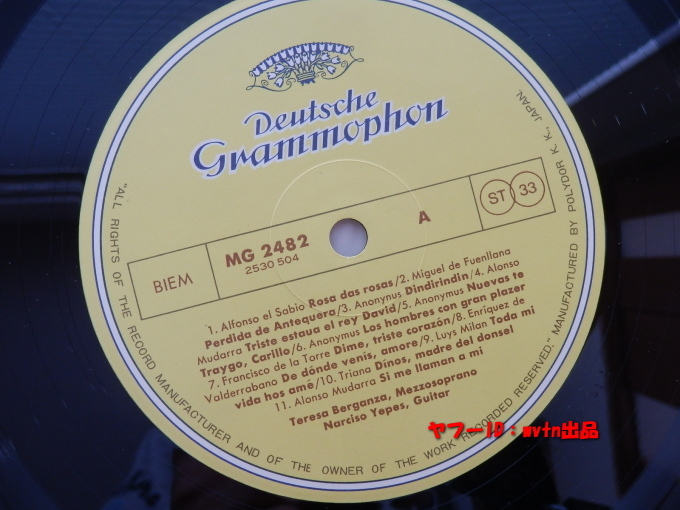 Deutsche
Grammophon
BIEM
MG 2482
2530 504
A
ST 33
1. Alfonso el Sabio Rosa das rosas/2. Miguel de Fuenllana
Perdida de Antequera/3. Anonynus Dindirindin/4. Alonso
Mudarra Triste estaua el rey David/5. Anonymus Nuevas te
Traygo, Carillo/6. Anonymus Los hombres con gran plazer
7. Francisco de la Torre Dime, triste corazón/8. Enriquez de
Valderrabano De dónde venís, amore/9. Luys Milan Toda mi
vida hos amé/10. Triana Dínos, madre del donsel
11. Alonso Mudarra Si me llaman a mi
Teresa Berganza, Mezzosoprano
Narciso Yepes, Guitar
"ALL RIGHTS OF THE RECORD MANUFACTURER AND OF THE OWNER OF THE WORK RECORDED RESERVED." MANUFACTURED BY POLYDOR K. K., JAPAN.
ヤフーID：mvtn出品